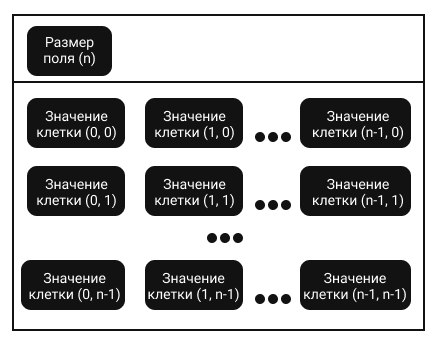 Размер
поля (n)
Значение
клетки (0, 0)
Значение
клетки (1, 0)
Значение
клетки (n-1, 0)
Значение
клетки (0, 1)
Значение
клетки (1, 1)
Значение
клетки (n-1, 1)
Значение
клетки (0, n-1)
Значение
клетки (1, n-1)
Значение
клетки (n-1, n-1)